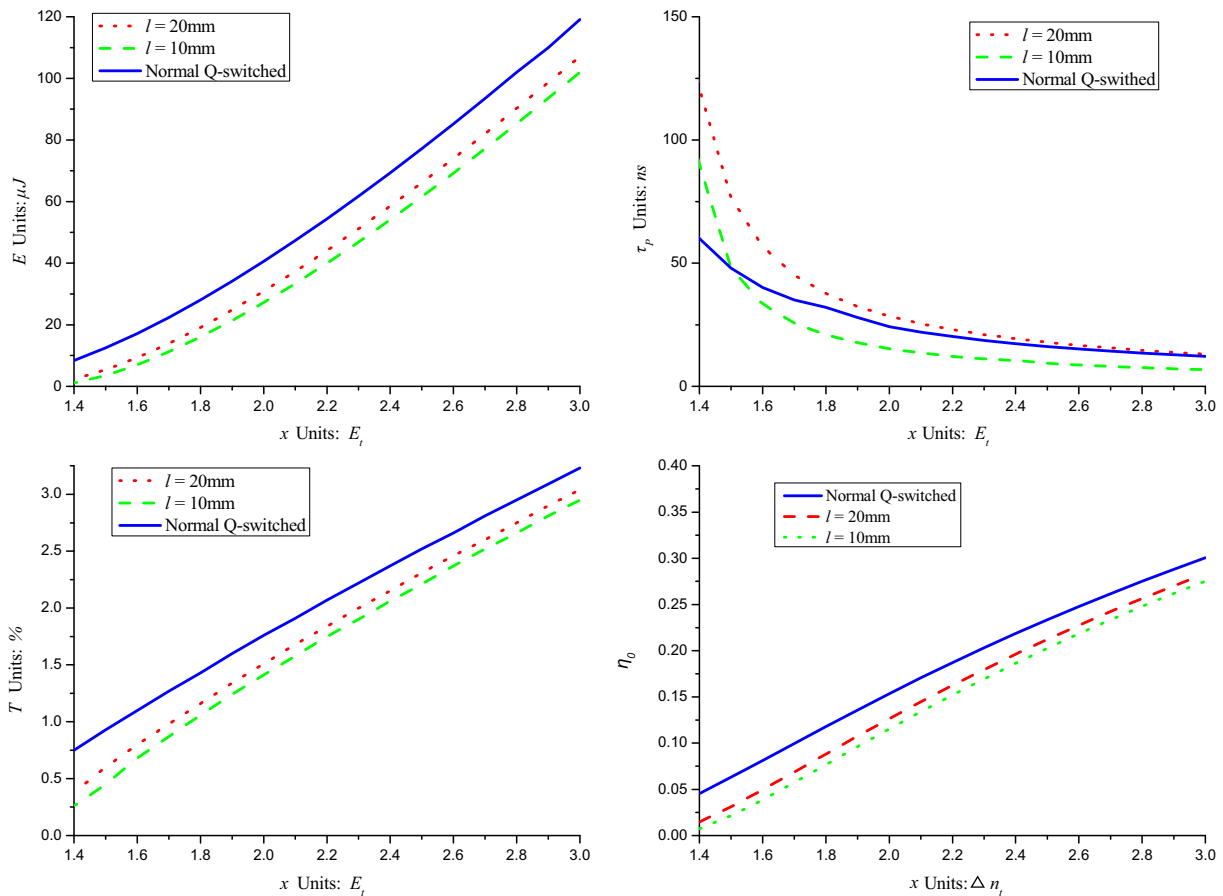 120
100
80
60
40
20
0
E Units: μJ
l = 20mm
l = 10mm
Normal Q-switched
1.4 1.6 1.8 2.0 2.2 2.4 2.6 2.8 3.0
x Units: E_t
150
100
50
0
τ_P Units: ns
l = 20mm
l = 10mm
Normal Q-swithed
1.4 1.6 1.8 2.0 2.2 2.4 2.6 2.8 3.0
x Units: E_t
3.0
2.5
2.0
1.5
1.0
0.5
0.0
T Units: %
l = 20mm
l = 10mm
Normal Q-switched
1.4 1.6 1.8 2.0 2.2 2.4 2.6 2.8 3.0
x Units: E_t
0.40
0.35
0.30
0.25
0.20
0.15
0.10
0.05
0.00
η_0
Normal Q-switched
l = 20mm
l = 10mm
1.4 1.6 1.8 2.0 2.2 2.4 2.6 2.8 3.0
x Units: △ n_t